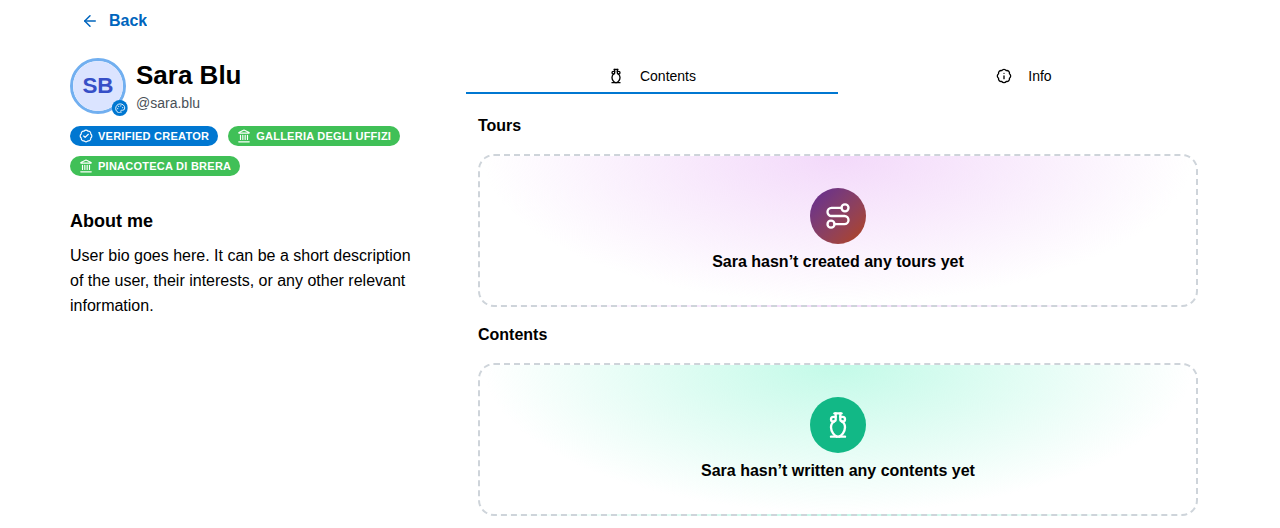 Back
SB
Sara Blu
@sara.blu
VERIFIED CREATOR
GALLERIA DEGLI UFFIZI
PINACOTECA DI BRERA
About me
User bio goes here. It can be a short description
of the user, their interests, or any other relevant
information.
Contents
Info
Tours
Sara hasn’t created any tours yet
Contents
Sara hasn’t written any contents yet